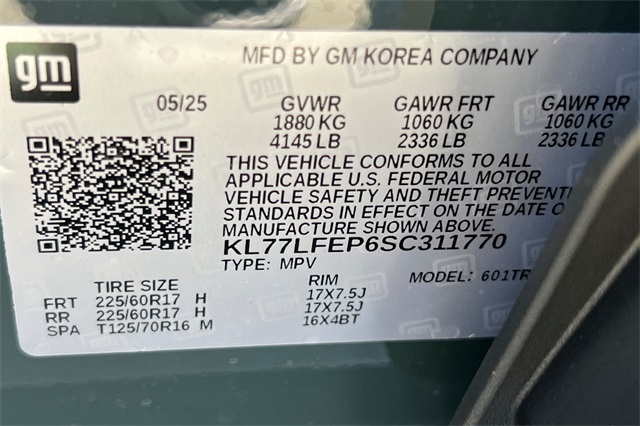 gm
MFD BY GM KOREA COMPANY
05/25 GVWR GAWR FRT GAWR RR
1880 KG 1060 KG 1060 KG
4145 LB 2336 LB 2336 LB
THIS VEHICLE CONFORMS TO ALL
APPLICABLE U.S. FEDERAL MOTOR
VEHICLE SAFETY AND THEFT PREVENTI
STANDARDS IN EFFECT ON THE DATE O
MANUFACTURE SHOWN ABOVE.
KL77LFEP6SC311770
TYPE: MPV MODEL: 601TR
TIRE SIZE RIM
FRT 225/60R17 H 17X7.5J
RR 225/60R17 H 17X7.5J
SPA T125/70R16 M 16X4BT